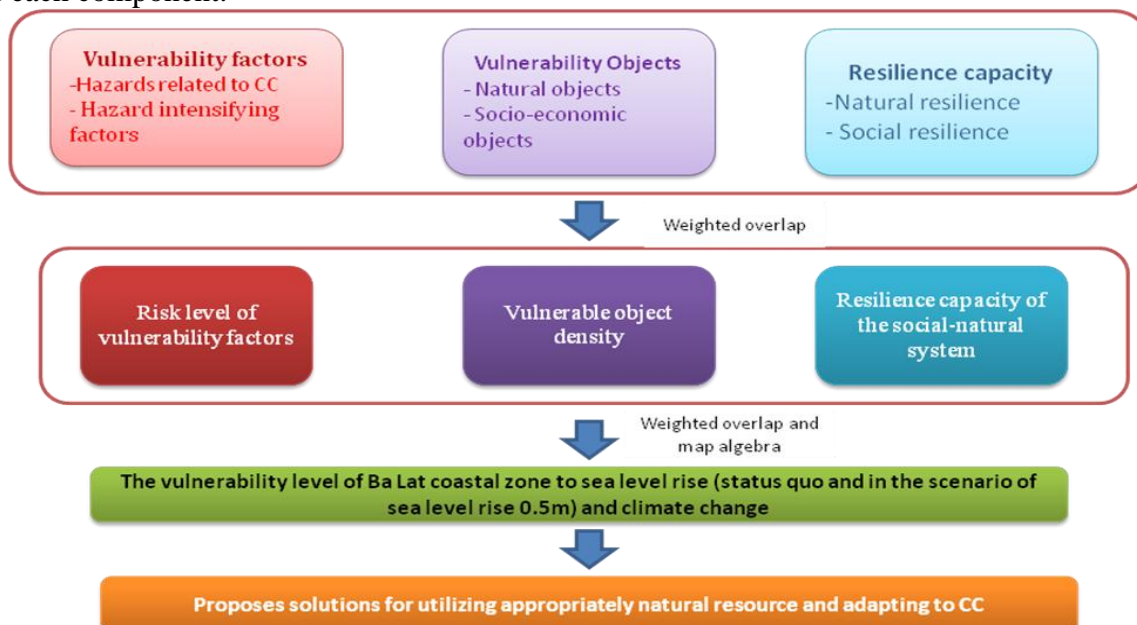 each component.
Vulnerability factors
-Hazards related to CC
- Hazard intensifying
factors
Vulnerability Objects
- Natural objects
- Socio-economic
objects
Resilience capacity
-Natural resilience
- Social resilience
Weighted overlap
Risk level of
vulnerability factors
Vulnerable object
density
Resilience capacity of
the social-natural
system
Weighted overlap and
map algebra
The vulnerability level of Ba Lat coastal zone to sea level rise (status quo and in the scenario of
sea level rise 0.5m) and climate change
Proposes solutions for utilizing appropriately natural resource and adapting to CC